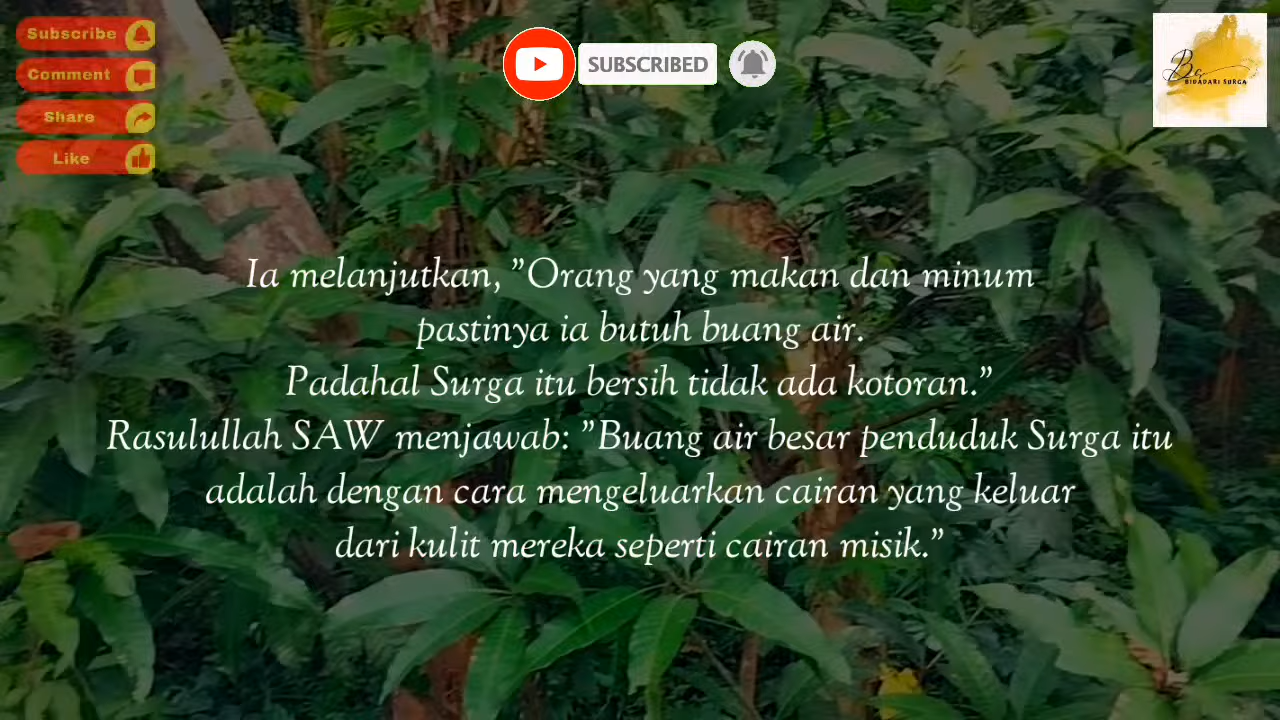 Subscribe
Comment
Share
Like
SUBSCRIBED
BIDADARI SURGA
Ia melanjutkan, ”Orang yang makan dan minum
pastinya ia butuh buang air.
Padahal Surga itu bersih tidak ada kotoran.”
Rasulullah SAW menjawab: ”Buang air besar penduduk Surga itu
adalah dengan cara mengeluarkan cairan yang keluar
dari kulit mereka seperti cairan misik.”